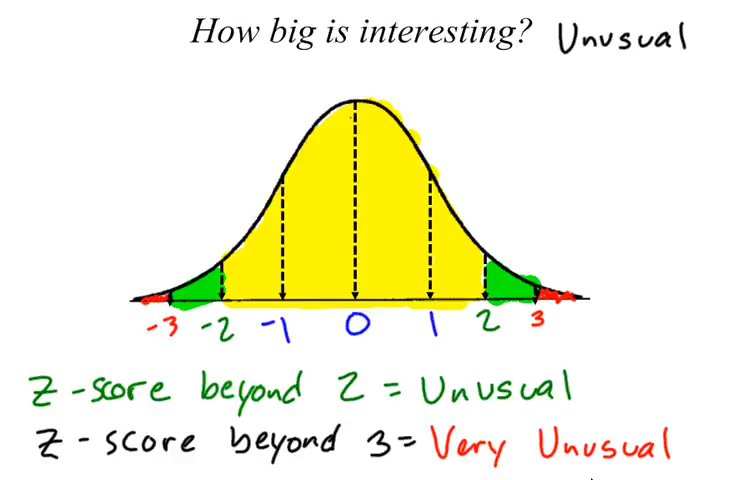 How big is interesting? Unusual
-3 -2 -1 0 1 2 3
Z-score beyond 2 = Unusual
Z-score beyond 3 = Very Unusual